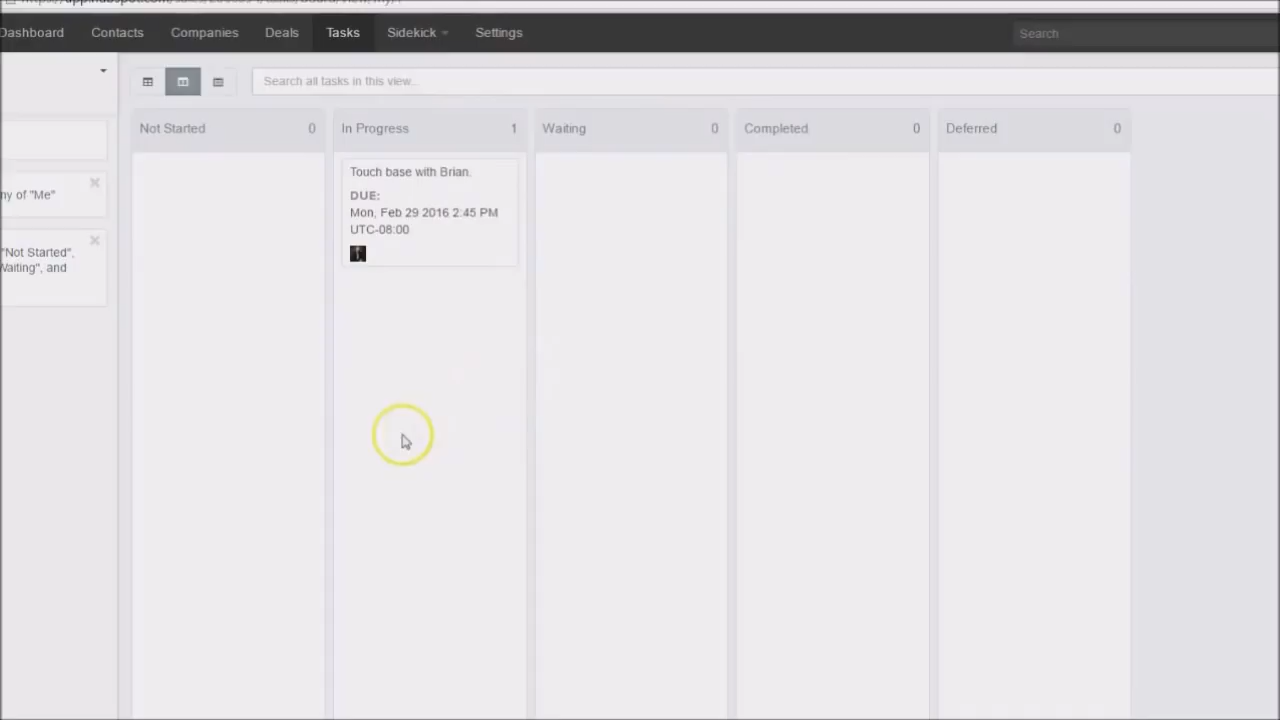 Dashboard Contacts Companies Deals Tasks Sidekick Settings Search
Search all tasks in this view...
Not Started 0 In Progress 1 Waiting 0 Completed 0 Deferred 0
Touch base with Brian.
DUE:
Mon, Feb 29 2016 2:45 PM
UTC-08:00
ny of "Me"
"Not Started",
Waiting", and